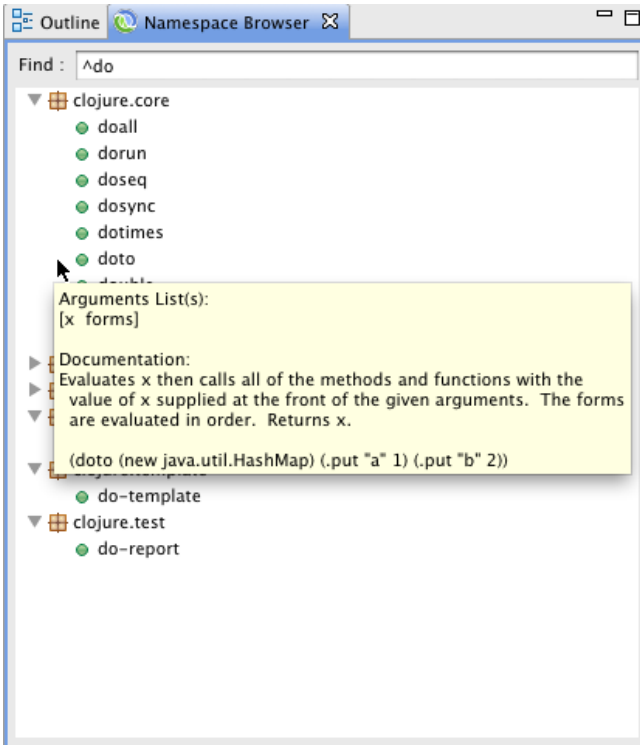 Outline Namespace Browser
Find : ^do
clojure.core
doall
dorun
doseq
dosync
dotimes
doto
Arguments List(s):
[x  forms]
Documentation:
Evaluates x then calls all of the methods and functions with the
value of x supplied at the front of the given arguments.  The forms
are evaluated in order.  Returns x.
(doto (new java.util.HashMap) (.put "a" 1) (.put "b" 2))
do-template
clojure.test
do-report